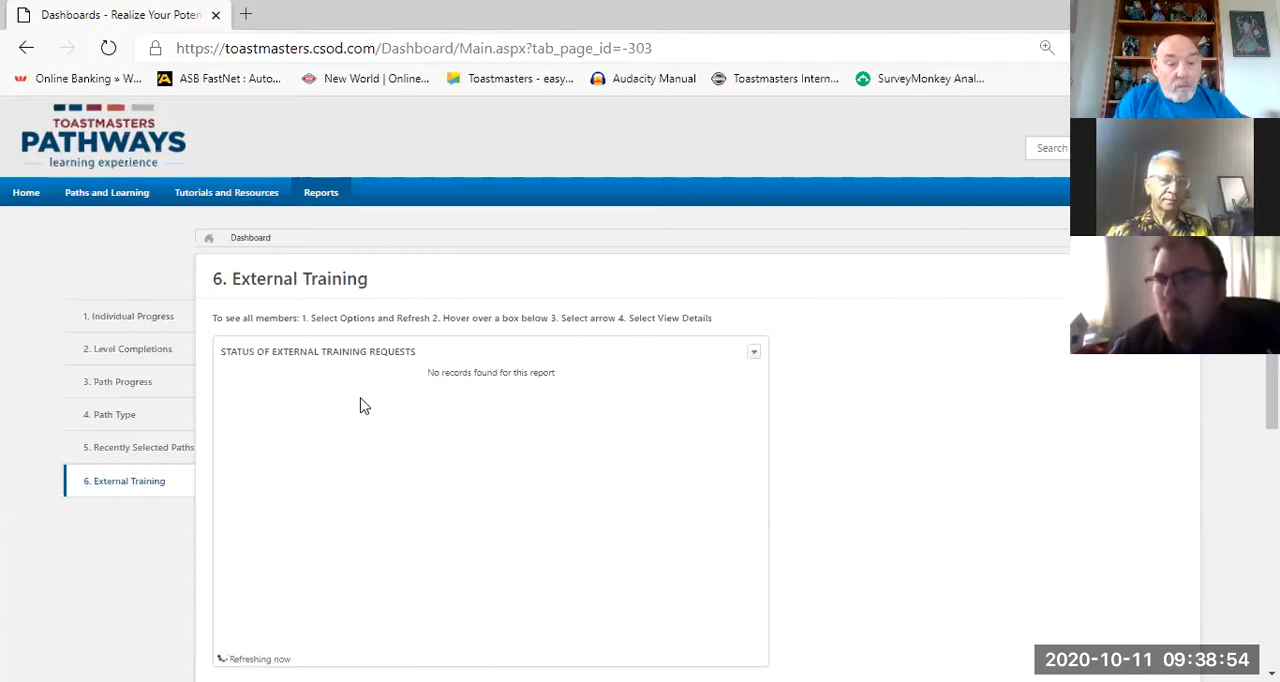 Dashboards - Realize Your Poten
https://toastmasters.csod.com/Dashboard/Main.aspx?tab_page_id=-303
Online Banking » W...
ASB FastNet : Auto...
New World | Online...
Toastmasters - easy...
Audacity Manual
Toastmasters Intern...
SurveyMonkey Anal...
TOASTMASTERS
PATHWAYS
learning experience
Search
Home
Paths and Learning
Tutorials and Resources
Reports
Dashboard
6. External Training
To see all members: 1. Select Options and Refresh 2. Hover over a box below 3. Select arrow 4. Select View Details
1. Individual Progress
2. Level Completions
3. Path Progress
4. Path Type
5. Recently Selected Paths
6. External Training
STATUS OF EXTERNAL TRAINING REQUESTS
No records found for this report
Refreshing now
2020-10-11 09:38:54